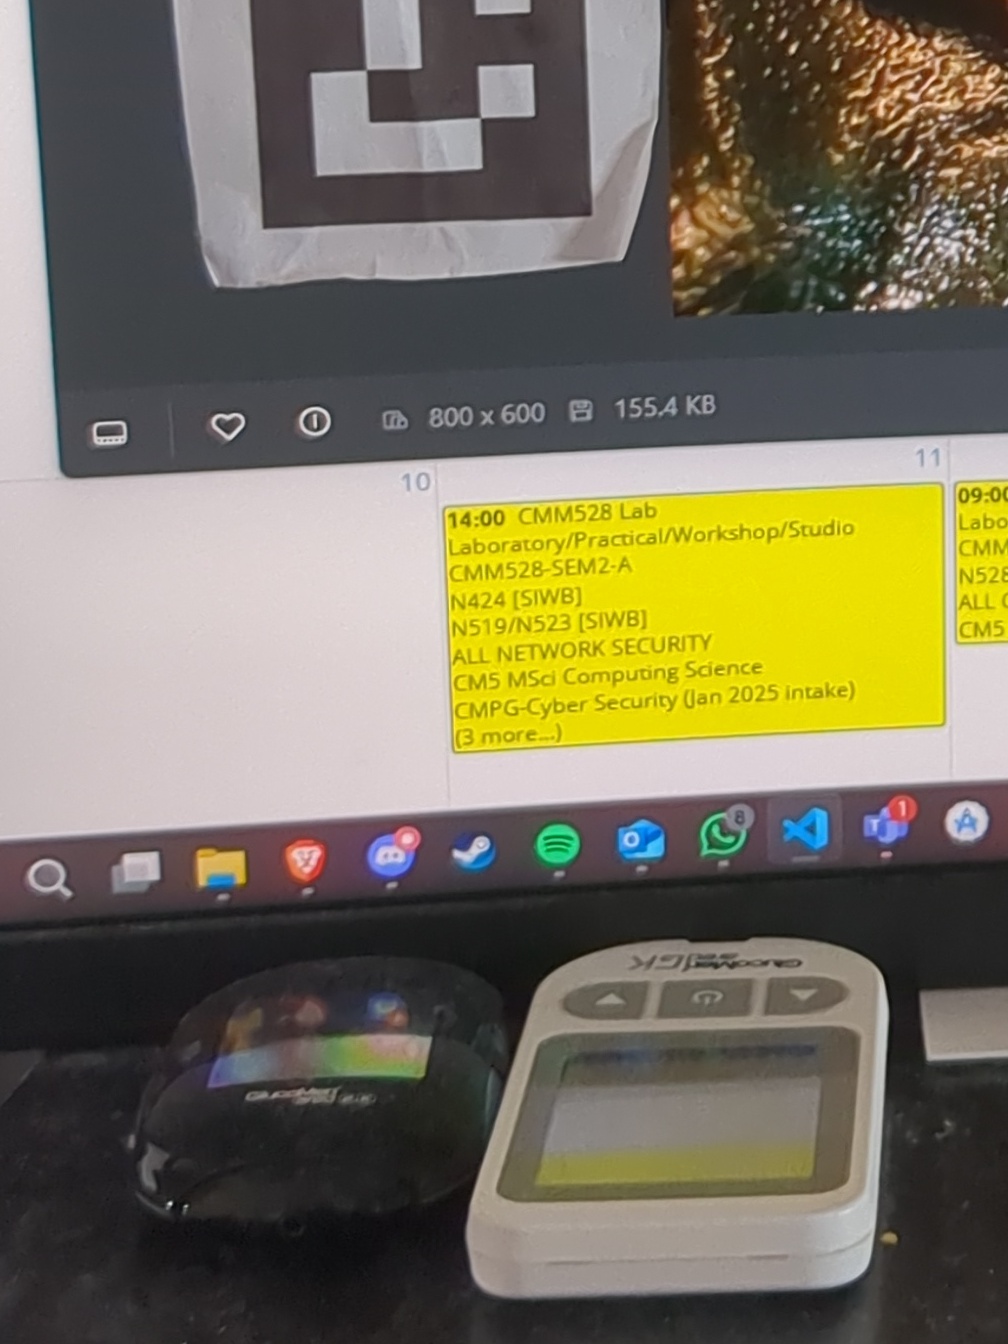 800 x 600 155.4 KB
10
11
14:00 CMM528 Lab
Laboratory/Practical/Workshop/Studio
CMM528-SEM2-A
N424 [SIWB]
N519/N523 [SIWB]
ALL NETWORK SECURITY
CM5 MSci Computing Science
CMPG-Cyber Security (Jan 2025 intake)
(3 more...)
09:00
Labo
CMM
N528
ALL
CM5
8
1
GlucoMen
GK